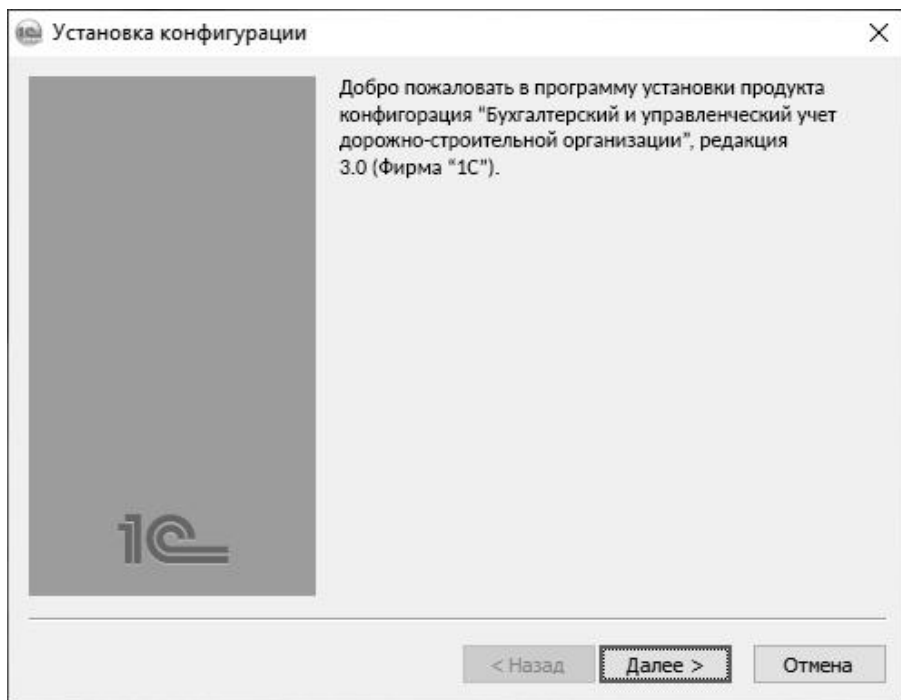 Установка конфигурации
Добро пожаловать в программу установки продукта
конфигорация “Бухгалтерский и управленческий учет
дорожно-строительной организации”, редакция
3.0 (Фирма “1С”).
1С
< Назад
Далее >
Отмена